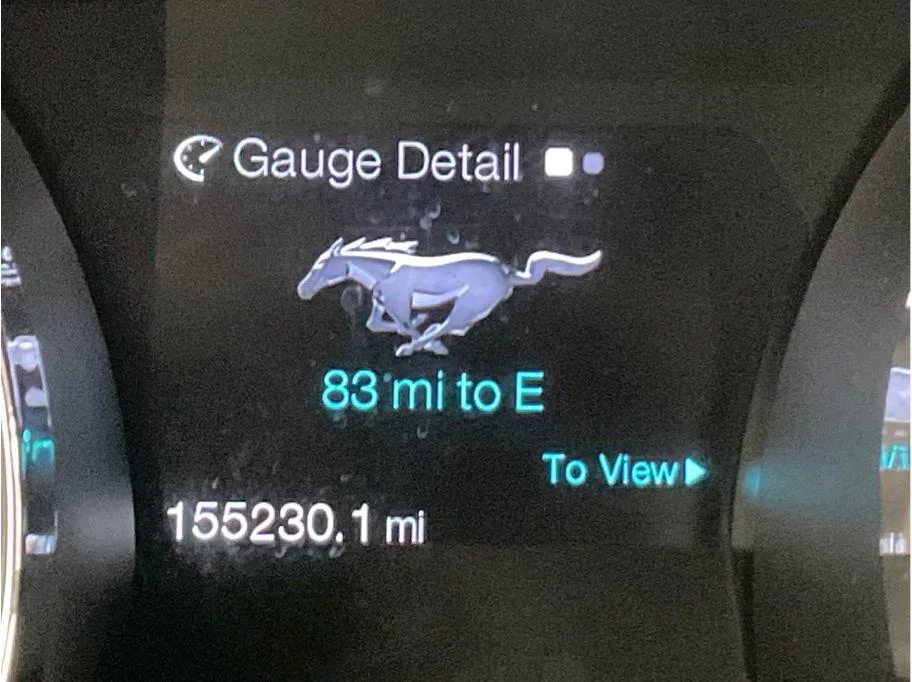 Gauge Detail
83 mi to E
To View
155230.1 mi